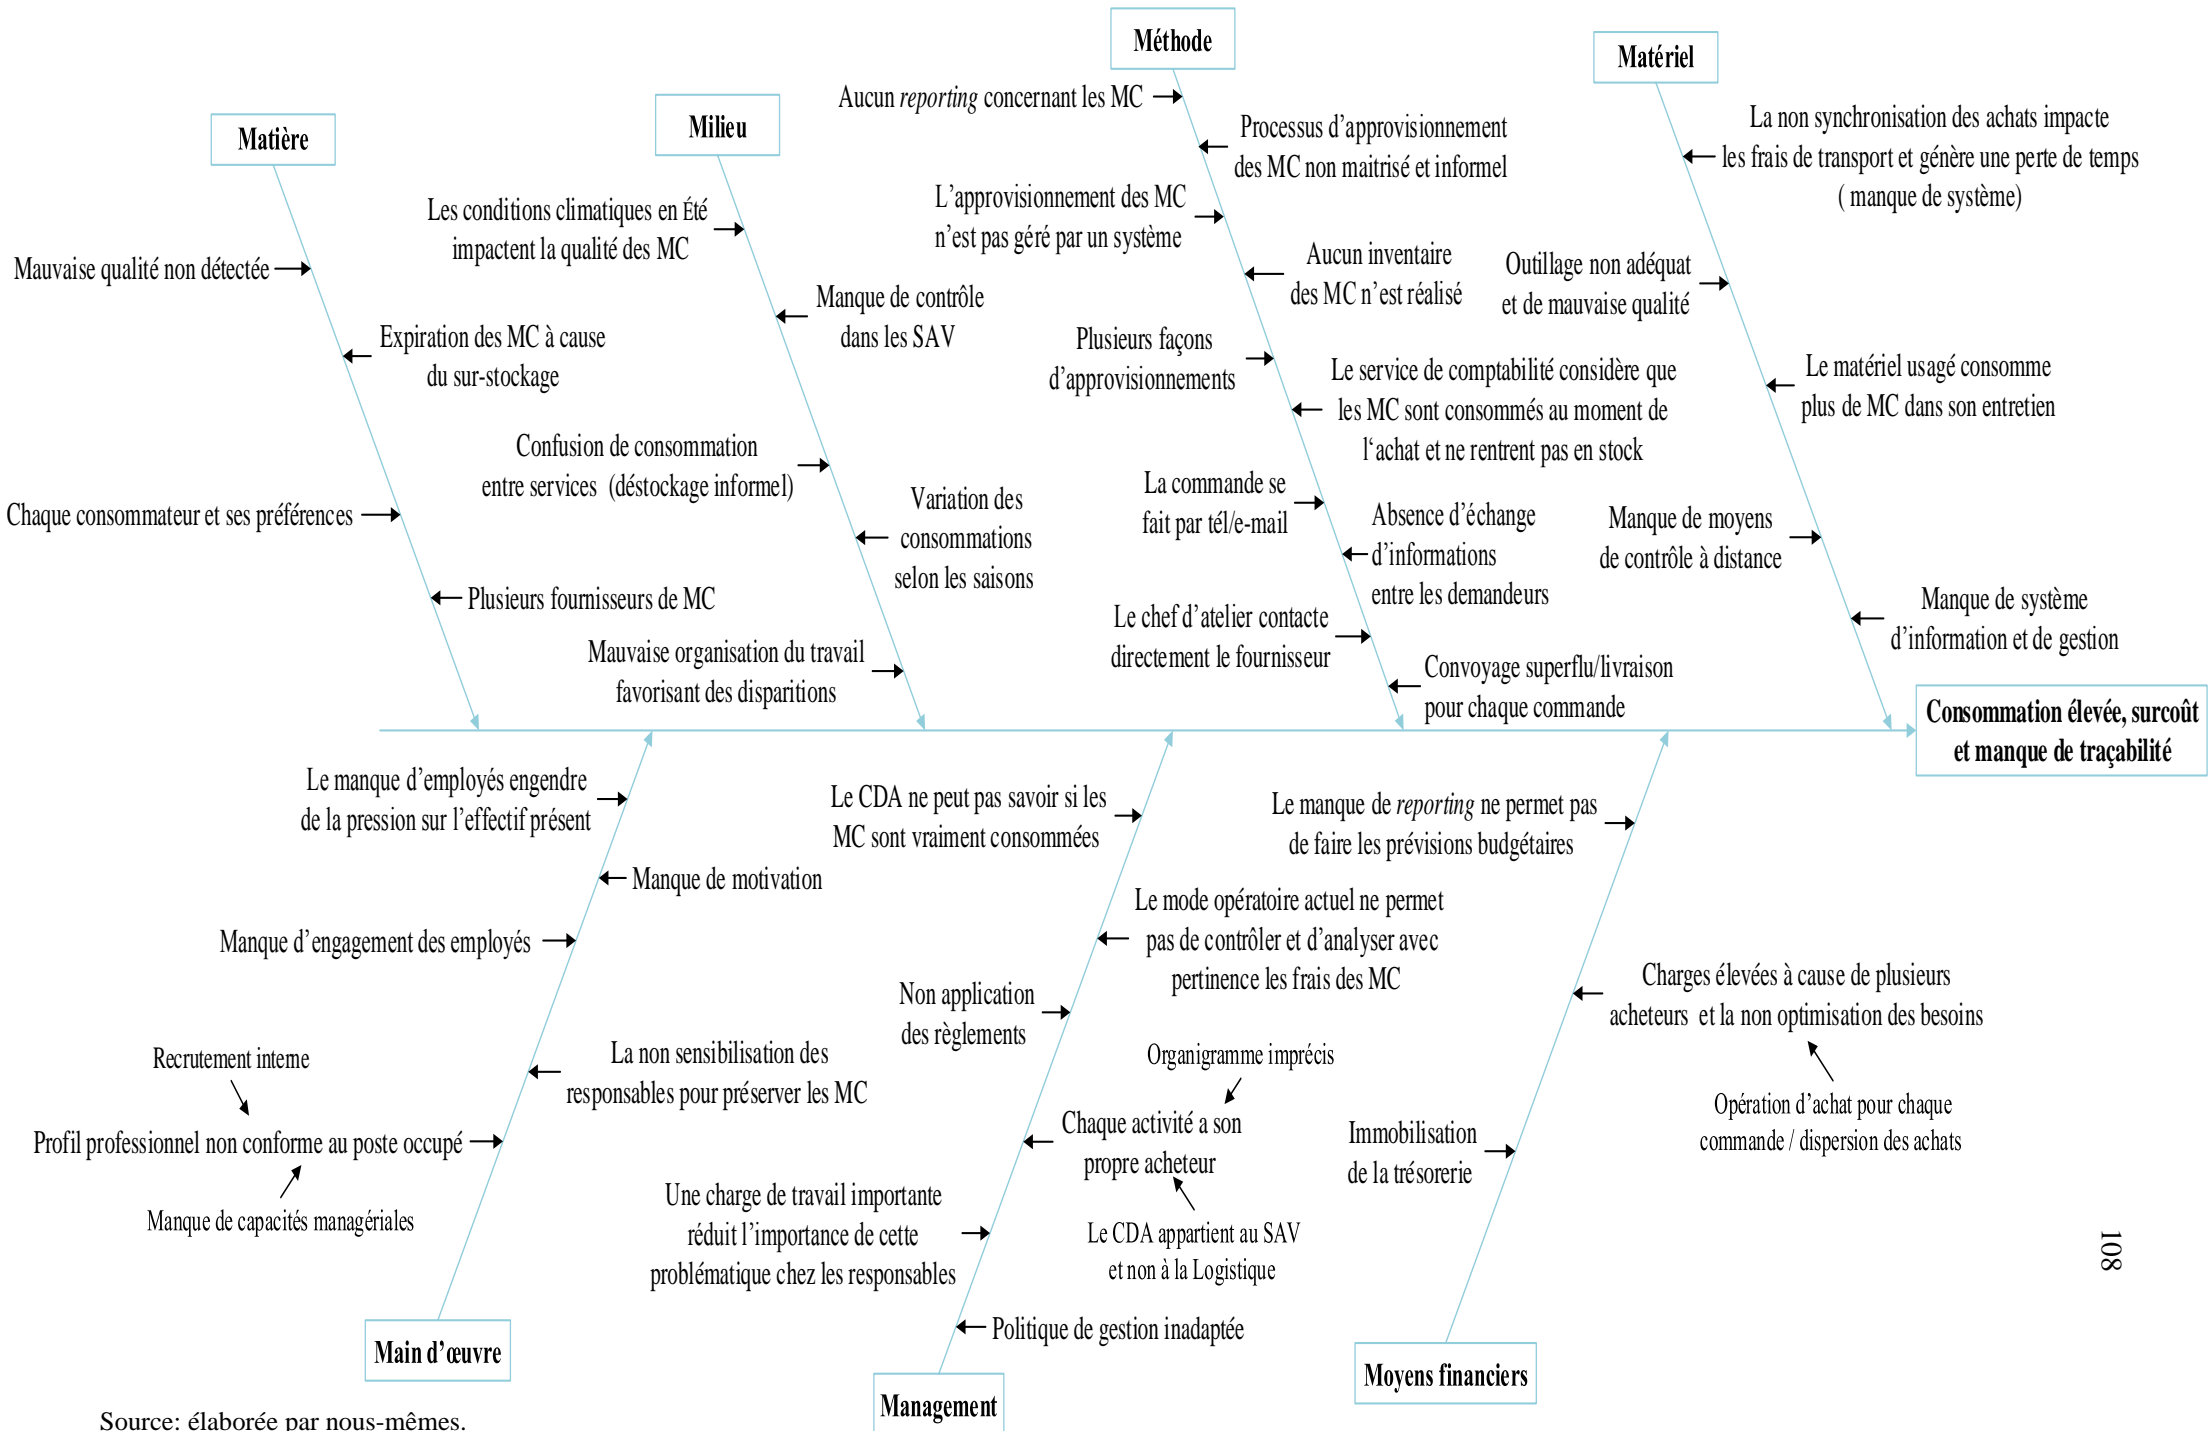 Méthode
Matériel
Matière
Milieu
Aucun reporting concernant les MC
Processus d’approvisionnement
des MC non maitrisé et informel
L’approvisionnement des MC
n’est pas géré par un système
Aucun inventaire
des MC n’est réalisé
Plusieurs façons
d’approvisionnements
Le service de comptabilité considère que
les MC sont consommés au moment de
l‘achat et ne rentrent pas en stock
La commande se
fait par tél/e-mail
Absence d’échange
d’informations
entre les demandeurs
Le chef d’atelier contacte
directement le fournisseur
Convoyage superflu/livraison
pour chaque commande
La non synchronisation des achats impacte
les frais de transport et génère une perte de temps
( manque de système)
Outillage non adéquat
et de mauvaise qualité
Le matériel usagé consomme
plus de MC dans son entretien
Manque de moyens
de contrôle à distance
Manque de système
d’information et de gestion
Mauvaise qualité non détectée
Expiration des MC à cause
du sur-stockage
Chaque consommateur et ses préférences
Plusieurs fournisseurs de MC
Les conditions climatiques en Été
impactent la qualité des MC
Manque de contrôle
dans les SAV
Confusion de consommation
entre services (déstockage informel)
Variation des
consommations
selon les saisons
Mauvaise organisation du travail
favorisant des disparitions
Consommation élevée, surcoût
et manque de traçabilité
Le manque d’employés engendre
de la pression sur l’effectif présent
Manque de motivation
Manque d’engagement des employés
La non sensibilisation des
responsables pour préserver les MC
Recrutement interne
Profil professionnel non conforme au poste occupé
Manque de capacités managériales
Main d’œuvre
Le CDA ne peut pas savoir si les
MC sont vraiment consommées
Le mode opératoire actuel ne permet
pas de contrôler et d’analyser avec
pertinence les frais des MC
Non application
des règlements
Organigramme imprécis
Chaque activité a son
propre acheteur
Le CDA appartient au SAV
et non à la Logistique
Une charge de travail importante
réduit l’importance de cette
problématique chez les responsables
Politique de gestion inadaptée
Management
Le manque de reporting ne permet pas
de faire les prévisions budgétaires
Charges élevées à cause de plusieurs
acheteurs et la non optimisation des besoins
Opération d’achat pour chaque
commande / dispersion des achats
Immobilisation
de la trésorerie
Moyens financiers
108
Source: élaborée par nous-mêmes.